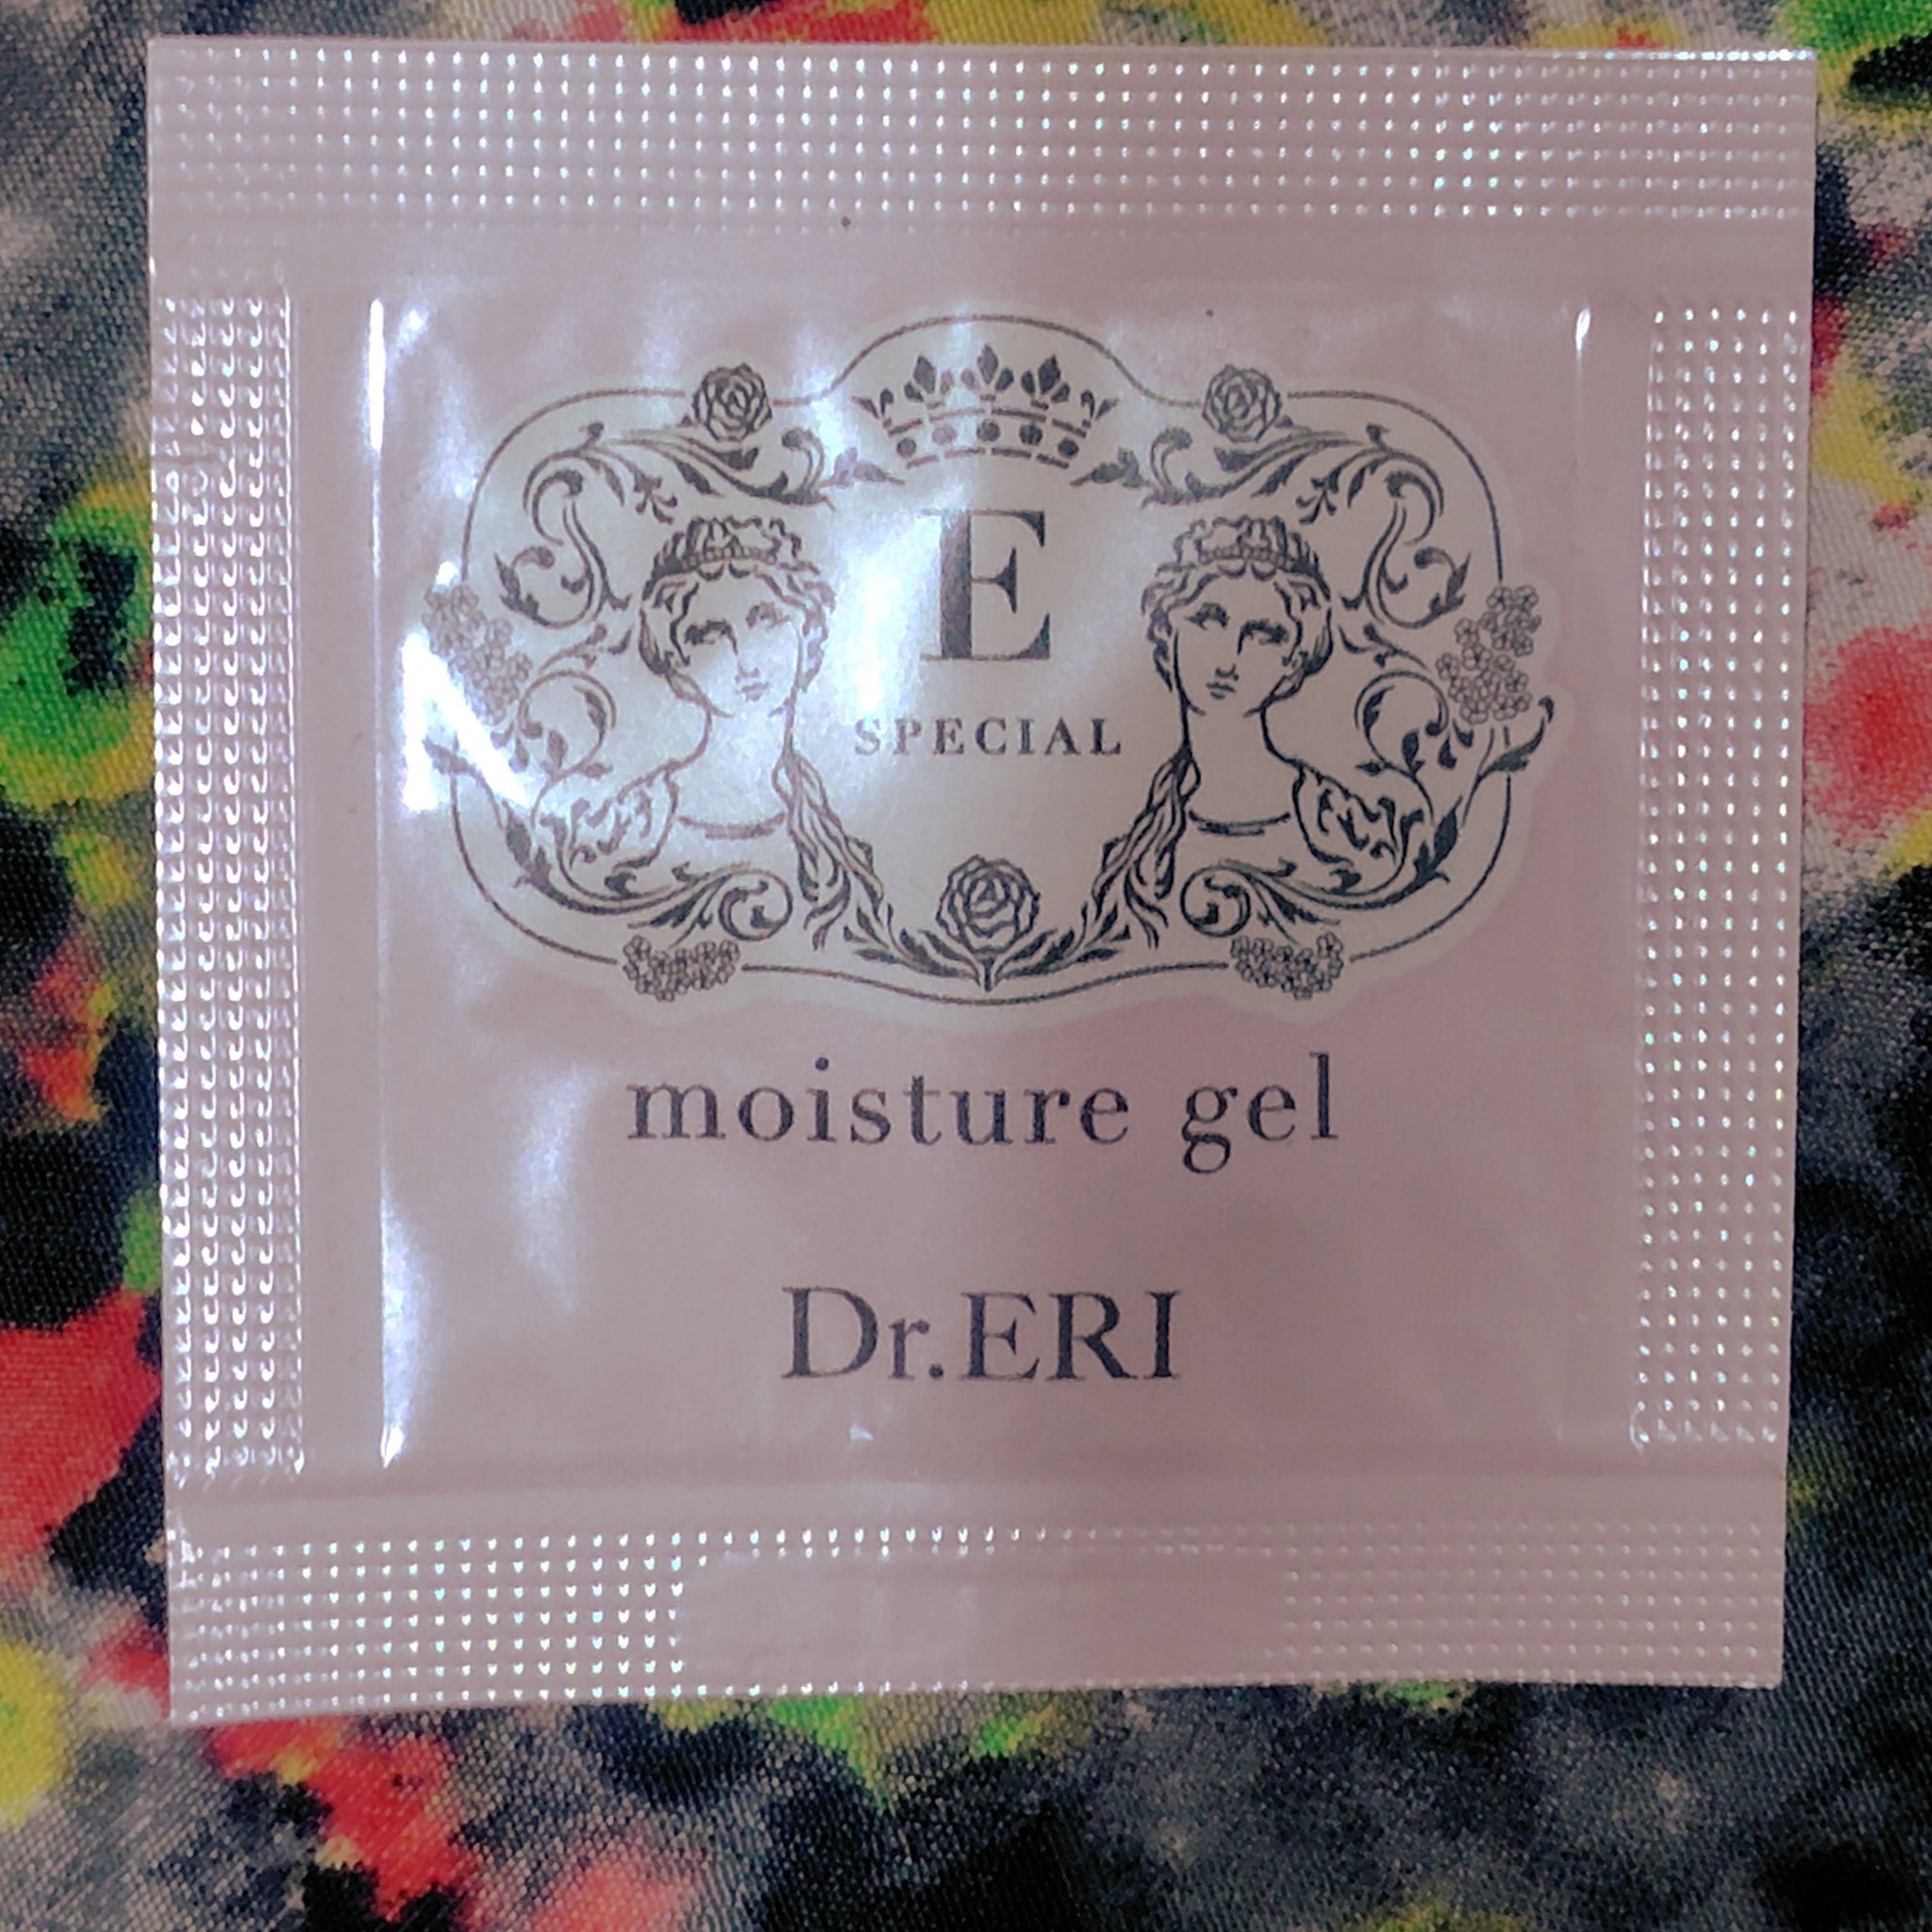 E
SPECIAL
moisture gel
Dr.ERI